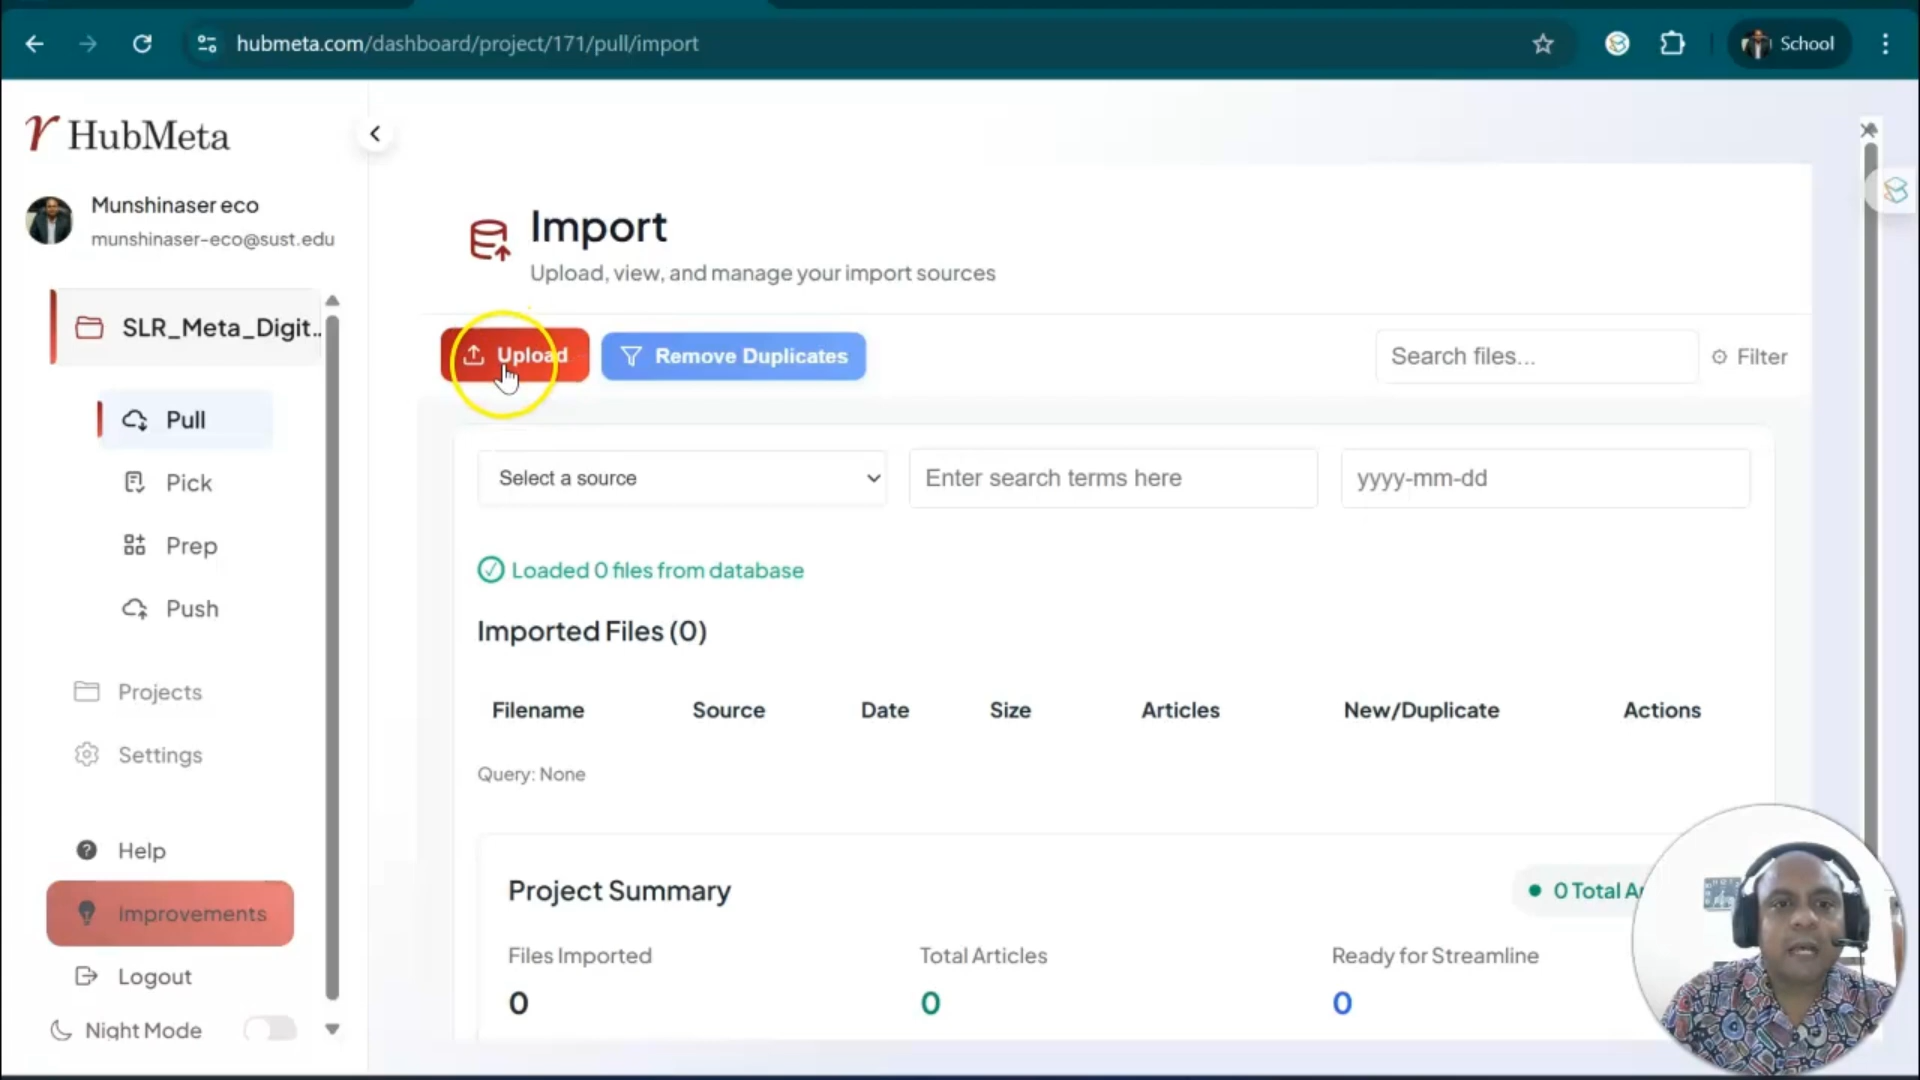 hubmeta.com/dashboard/project/171/pull/import
School
HubMeta
Munshinaser eco
munshinaser-eco@sust.edu
SLR_Meta_Digit..
Pull
Pick
Prep
Push
Projects
Settings
Help
Improvements
Logout
Night Mode
Import
Upload, view, and manage your import sources
Upload
Remove Duplicates
Search files...
Filter
Select a source
Enter search terms here
yyyy-mm-dd
Loaded 0 files from database
Imported Files (0)
Filename Source Date Size Articles New/Duplicate Actions
Query: None
Project Summary
0 Total
Files Imported
0
Total Articles
0
Ready for Streamline
0